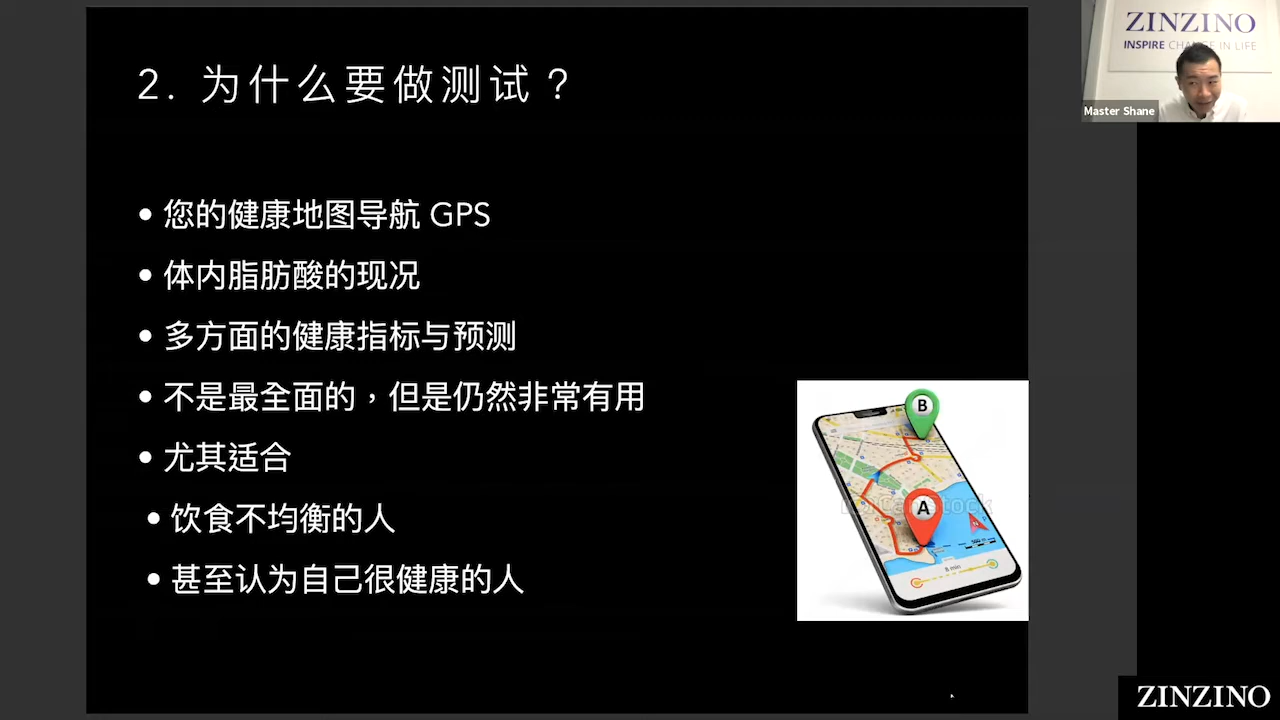 2. 为什么要做测试？
• 您的健康地图导航 GPS
• 体内脂肪酸的现况
• 多方面的健康指标与预测
• 不是最全面的，但是仍然非常有用
• 尤其适合
• 饮食不均衡的人
• 甚至认为自己很健康的人
B
A
8 min
ZINZINO
INSPIRE CHANGE IN LIFE
Master Shane
ZINZINO